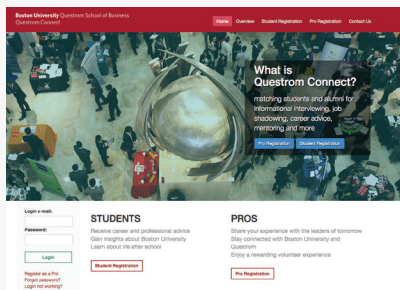 Boston University Questrom School of Business
Questrom Connect
Home Overview Student Registration Pro Registration Contact Us
What is
Questrom Connect?
matching students and alumni for
informational interviewing, job
shadowing, career advice,
mentoring and more
Pro Registration Student Registration
Login e-mail:
Password:
Login
Register as a Pro
Forgot password?
Login not working?
STUDENTS
Receive career and professional advice
Gain insights about Boston University
Learn about life after school
Student Registration
PROS
Share your experience with the leaders of tomorrow
Stay connected with Boston University and
Questrom
Enjoy a rewarding volunteer experience
Pro Registration